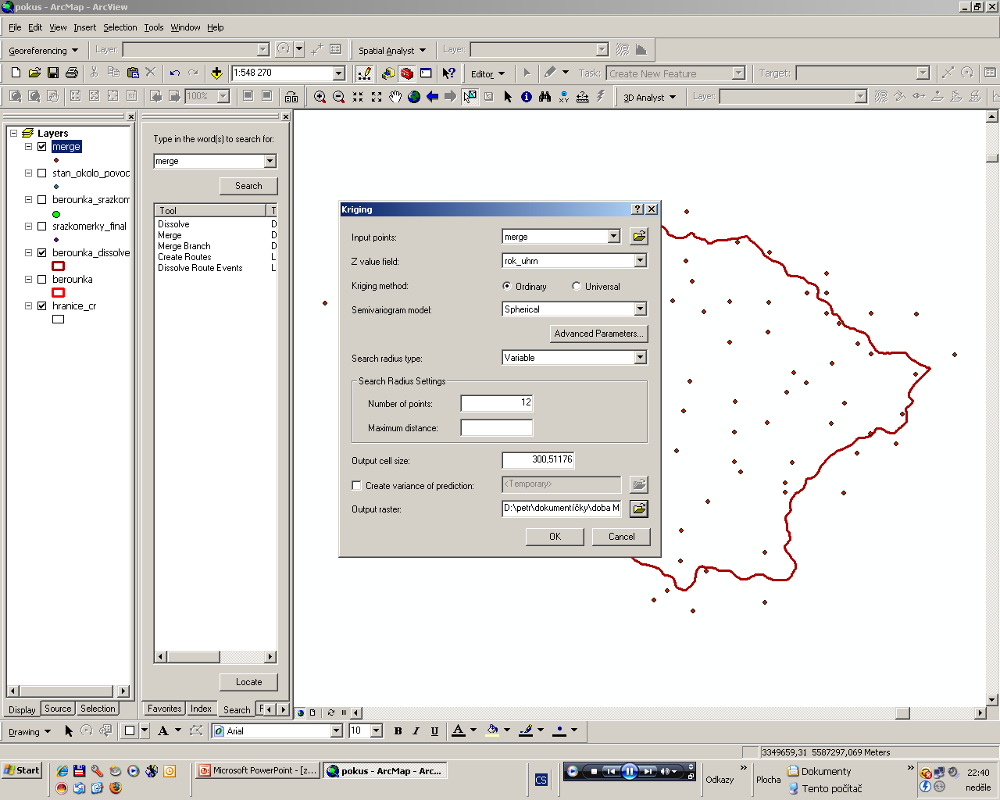 pokus - ArcMap - ArcView
File Edit View Insert Selection Tools Window Help
Georeferencing Layer: Spatial Analyst Layer:
1:548 270 Editor Task: Create New Feature Target:
100% 3D Analyst Layer:
Layers
merge
stan_okolo_povoc
berounka_srazkom
srazkomerky_final
berounka_dissolve
berounka
hranice_cr
Display Source Selection
Type in the word(s) to search for:
merge
Search
Tool T
Dissolve D
Merge D
Merge Branch D
Create Routes L
Dissolve Route Events L
Locate
Favorites Index Search F
Kriging
Input points: merge
Z value field: rok_uhrn
Kriging method: Ordinary Universal
Semivariogram model: Spherical
Advanced Parameters...
Search radius type: Variable
Search Radius Settings
Number of points: 12
Maximum distance:
Output cell size: 300,51176
Create variance of prediction: <Temporary>
Output raster: D:\petr\dokumentíčky\doba M
OK Cancel
Drawing A Arial 10 B I U A
3349659,31 5587297,069 Meters
Start Microsoft PowerPoint - [z... pokus - ArcMap - Arc... CS Odkazy » Plocha Dokumenty » 22:40
Tento počítač neděle